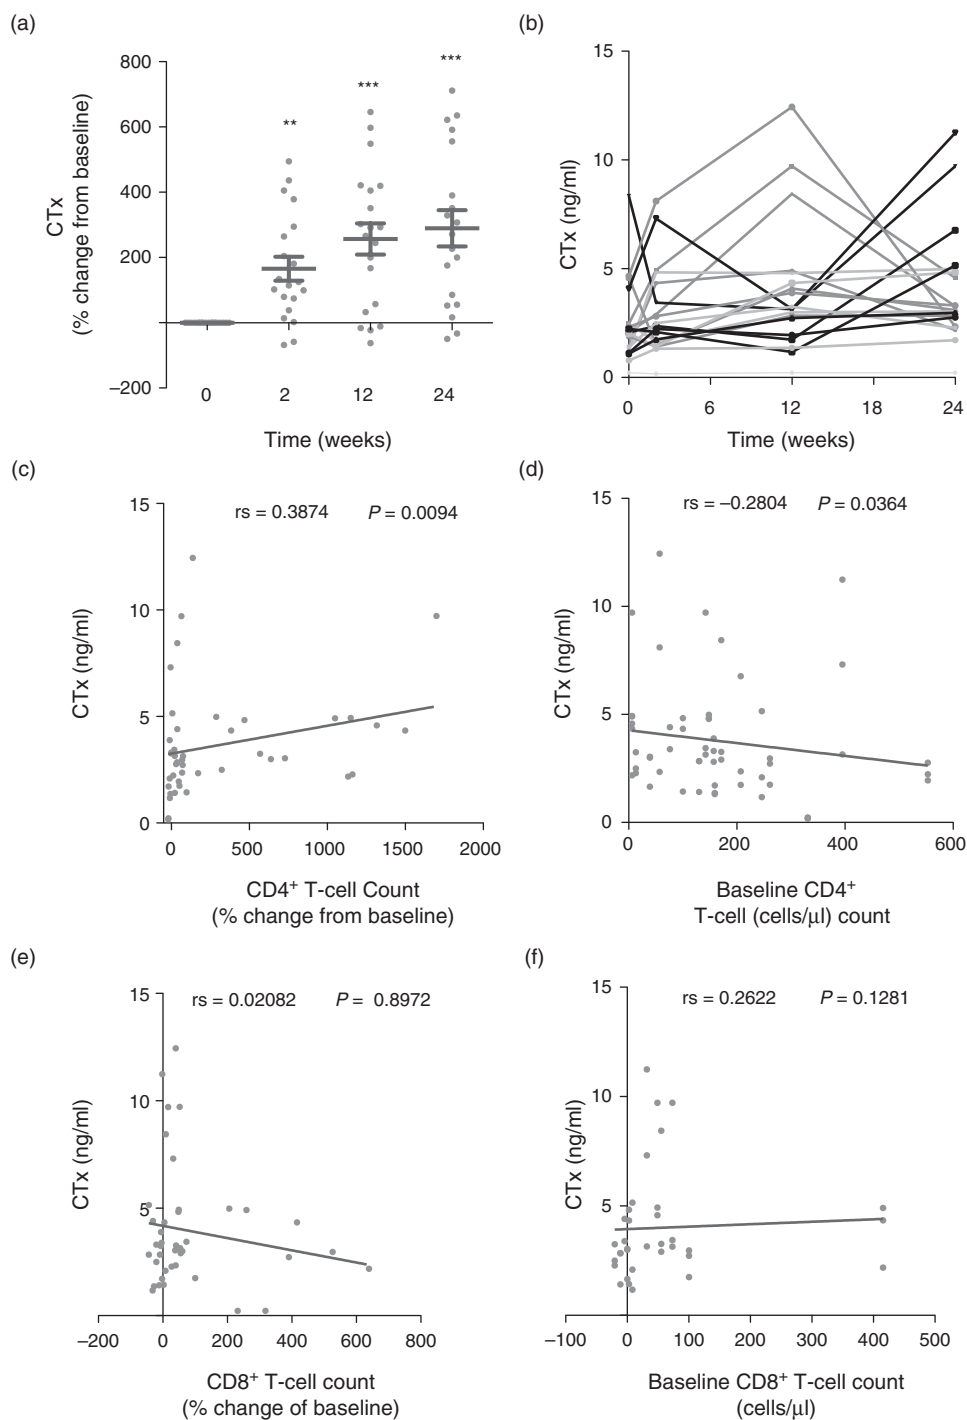 (a)
800
600
400
200
–200
CTx
(% change from baseline)
**
***
***
0
2
12
24
Time (weeks)
(b)
15
10
5
0
CTx (ng/ml)
0
6
12
18
24
Time (weeks)
(c)
15
10
5
0
CTx (ng/ml)
rs = 0.3874 P = 0.0094
0
500
1000
1500
2000
CD4⁺ T-cell Count
(% change from baseline)
(d)
15
10
5
0
CTx (ng/ml)
rs = –0.2804 P = 0.0364
0
200
400
600
Baseline CD4⁺
T-cell (cells/μl) count
(e)
15
10
5
CTx (ng/ml)
rs = 0.02082 P = 0.8972
–200
0
200
400
600
800
CD8⁺ T-cell count
(% change of baseline)
(f)
15
10
5
CTx (ng/ml)
rs = 0.2622 P = 0.1281
–100
0
100
200
300
400
500
Baseline CD8⁺ T-cell count
(cells/μl)